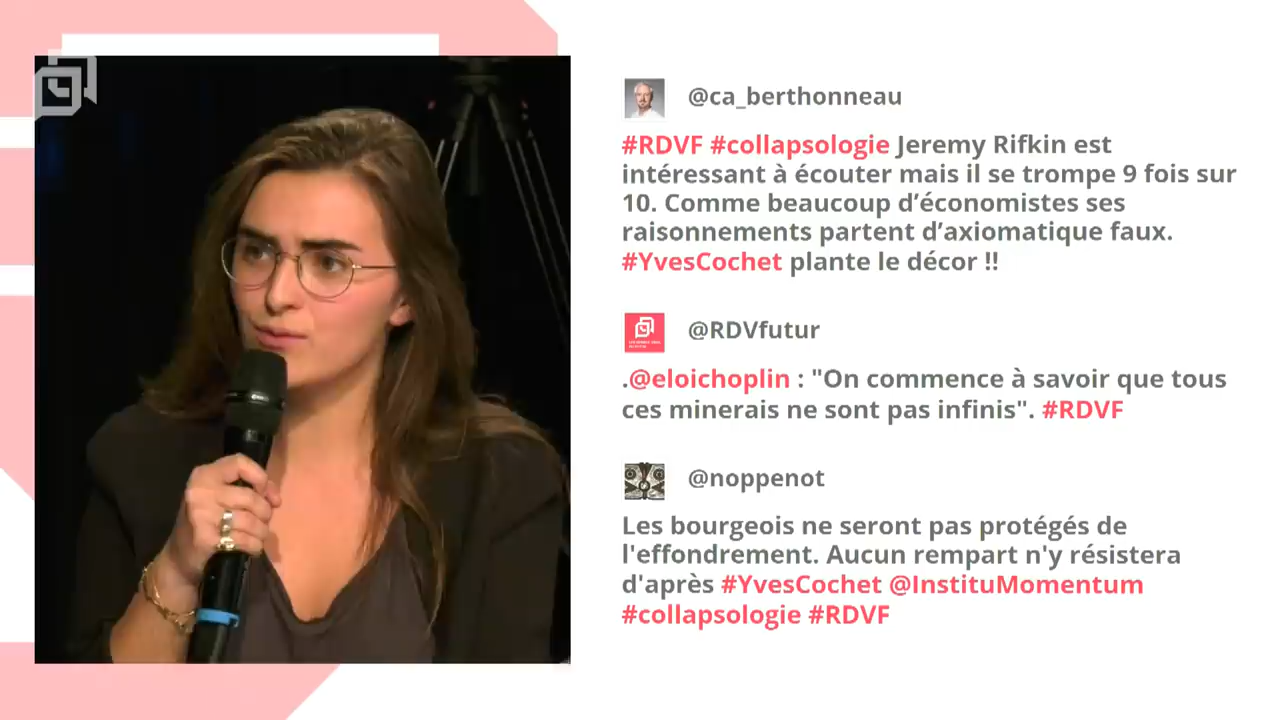 @ca_berthonneau
#RDVF #collapsologie Jeremy Rifkin est
intéressant à écouter mais il se trompe 9 fois sur
10. Comme beaucoup d’économistes ses
raisonnements partent d’axiomatique faux.
#YvesCochet plante le décor !!
@RDVfutur
.@eloichoplin : "On commence à savoir que tous
ces minerais ne sont pas infinis". #RDVF
@noppenot
Les bourgeois ne seront pas protégés de
l'effondrement. Aucun rempart n'y résistera
d'après #YvesCochet @InstituMomentum
#collapsologie #RDVF